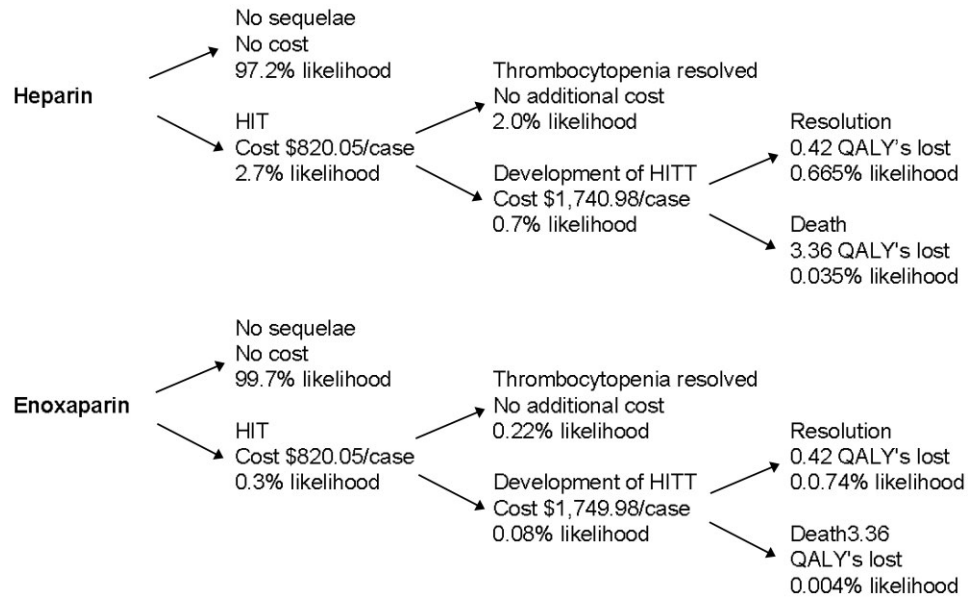 Heparin
No sequelae
No cost
97.2% likelihood
HIT
Cost $820.05/case
2.7% likelihood
Thrombocytopenia resolved
No additional cost
2.0% likelihood
Development of HITT
Cost $1,740.98/case
0.7% likelihood
Resolution
0.42 QALY's lost
0.665% likelihood
Death
3.36 QALY's lost
0.035% likelihood
Enoxaparin
No sequelae
No cost
99.7% likelihood
HIT
Cost $820.05/case
0.3% likelihood
Thrombocytopenia resolved
No additional cost
0.22% likelihood
Development of HITT
Cost $1,749.98/case
0.08% likelihood
Resolution
0.42 QALY's lost
0.0.74% likelihood
Death3.36
QALY's lost
0.004% likelihood